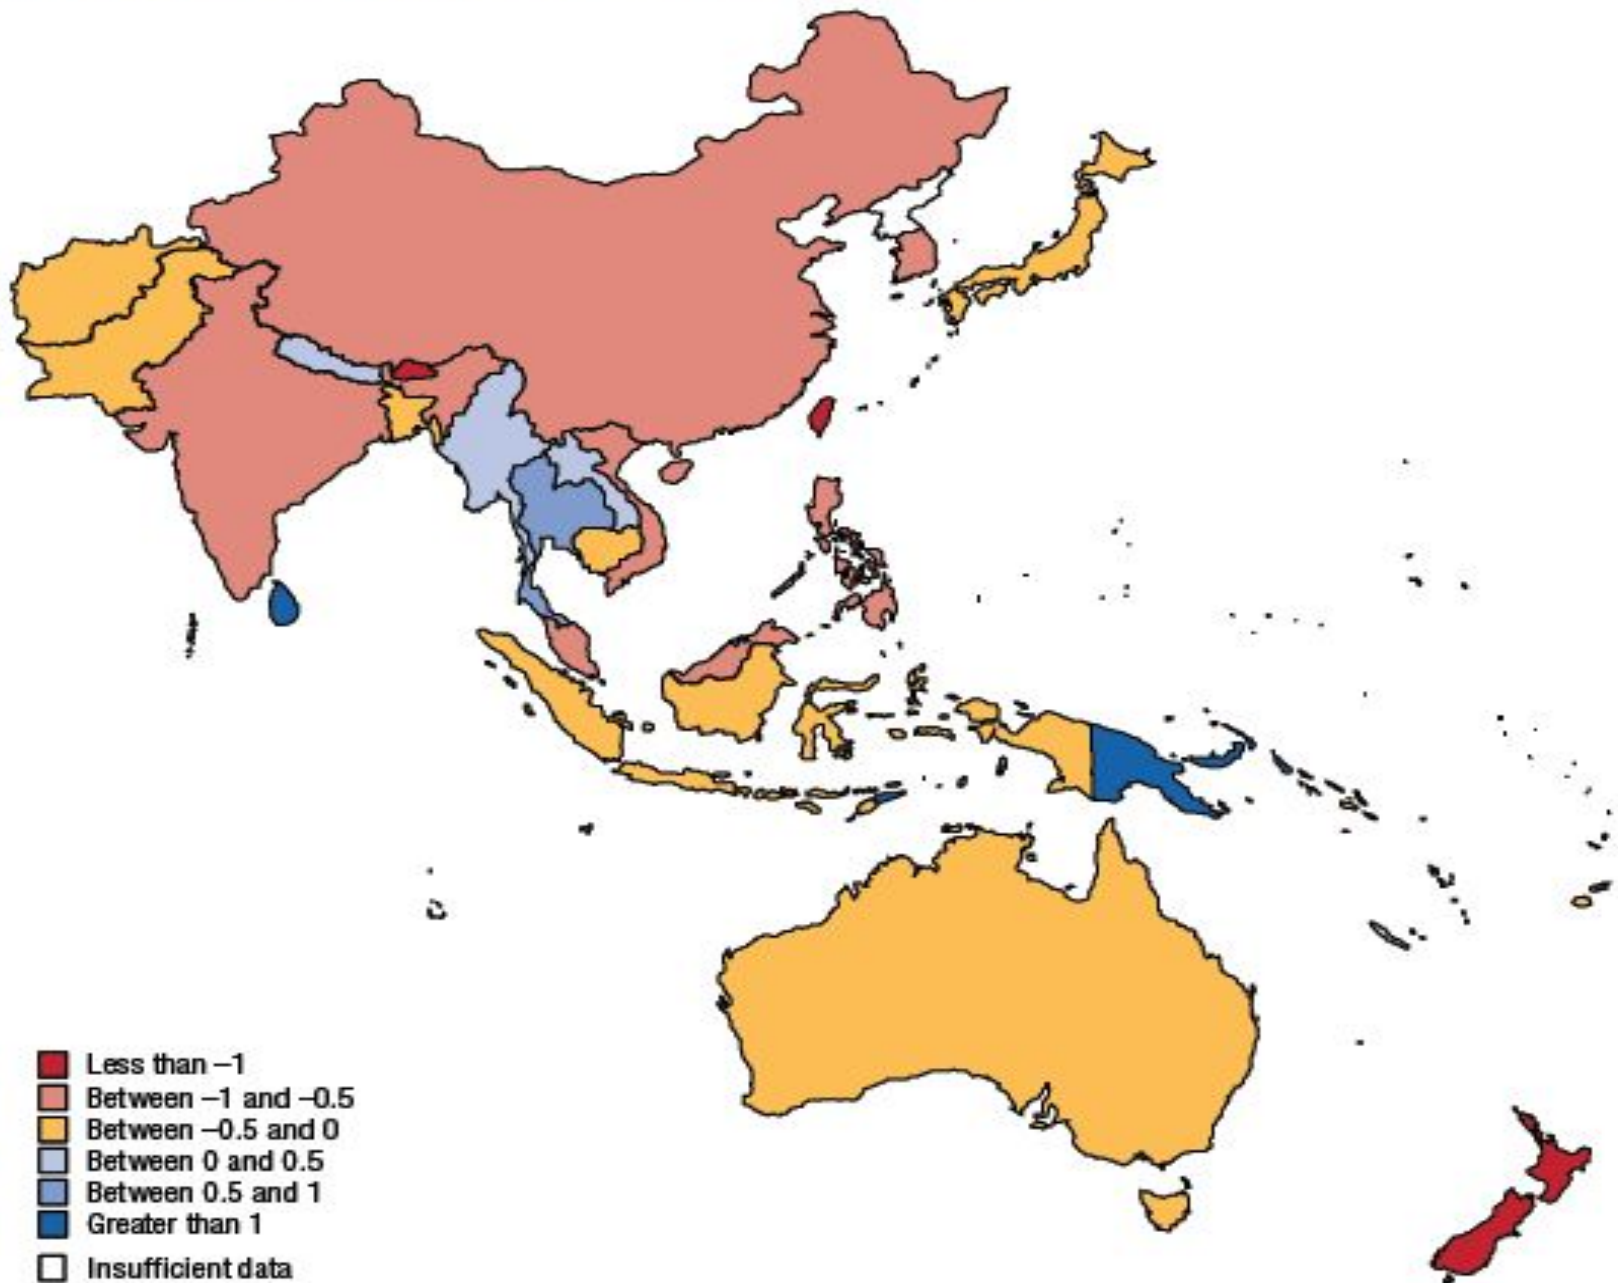 Less than –1
Between –1 and –0.5
Between –0.5 and 0
Between 0 and 0.5
Between 0.5 and 1
Greater than 1
Insufficient data